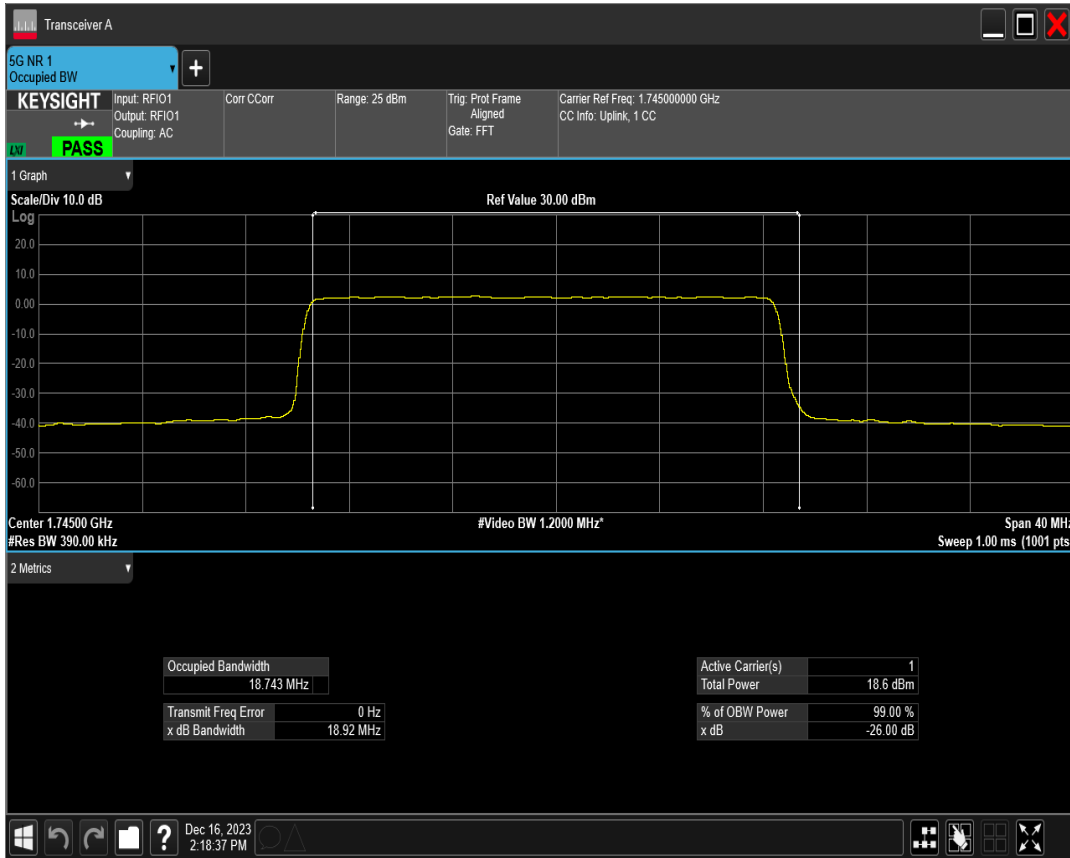 Transceiver A
5G NR 1
Occupied BW
KEYSIGHT
LXI
PASS
Input: RFIO1
Output: RFIO1
Coupling: AC
Corr CCorr
Range: 25 dBm
Trig: Prot Frame
Aligned
Gate: FFT
Carrier Ref Freq: 1.745000000 GHz
CC Info: Uplink, 1 CC
1 Graph
Scale/Div 10.0 dB
Ref Value 30.00 dBm
Log
20.0
10.0
0.00
-10.0
-20.0
-30.0
-40.0
-50.0
-60.0
Center 1.74500 GHz
#Video BW 1.2000 MHz*
Span 40 MHz
#Res BW 390.00 kHz
Sweep 1.00 ms (1001 pts
2 Metrics
Occupied Bandwidth
18.743 MHz
Transmit Freq Error 0 Hz
x dB Bandwidth 18.92 MHz
Active Carrier(s) 1
Total Power 18.6 dBm
% of OBW Power 99.00 %
x dB -26.00 dB
?
Dec 16, 2023
2:18:37 PM